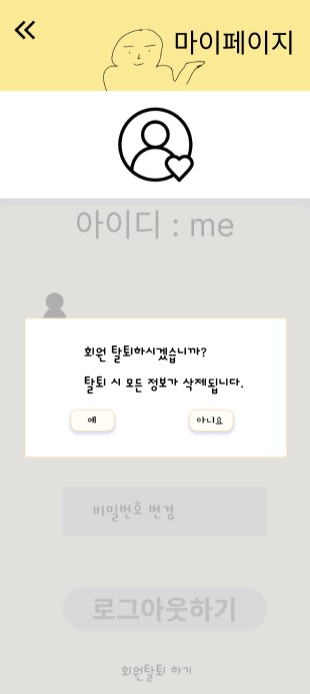 마이페이지
아이디 : me
회원 탈퇴하시겠습니까?
탈퇴 시 모든 정보가 삭제됩니다.
예
아니요
비밀번호 변경
로그아웃하기
회원탈퇴 하기